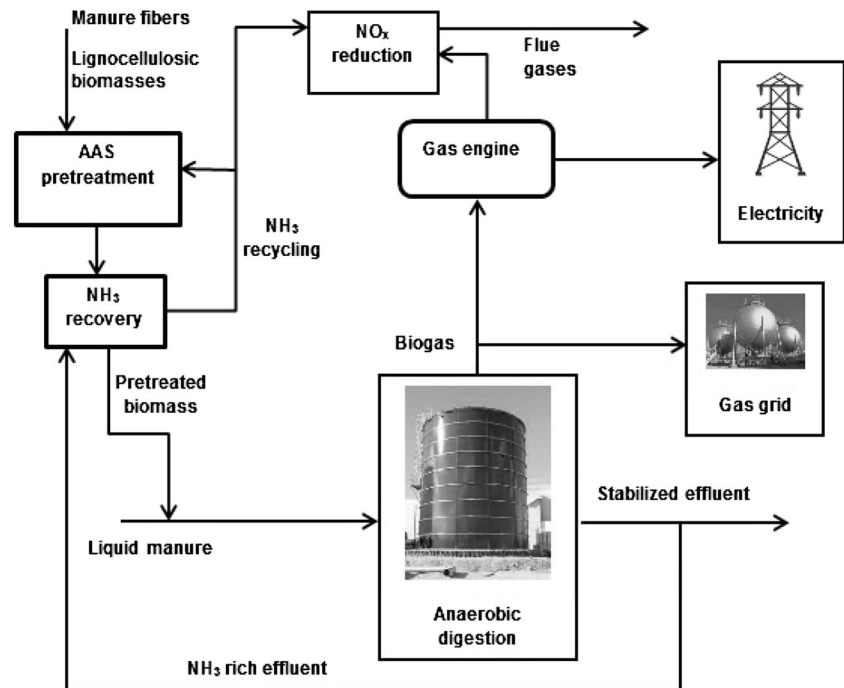 Manure fibers
Lignocellulosic
biomasses
NOx
reduction
Flue
gases
AAS
pretreatment
Gas engine
Electricity
NH3
recycling
NH3
recovery
Biogas
Gas grid
Pretreated
biomass
Liquid manure
Stabilized effluent
Anaerobic
digestion
NH3 rich effluent